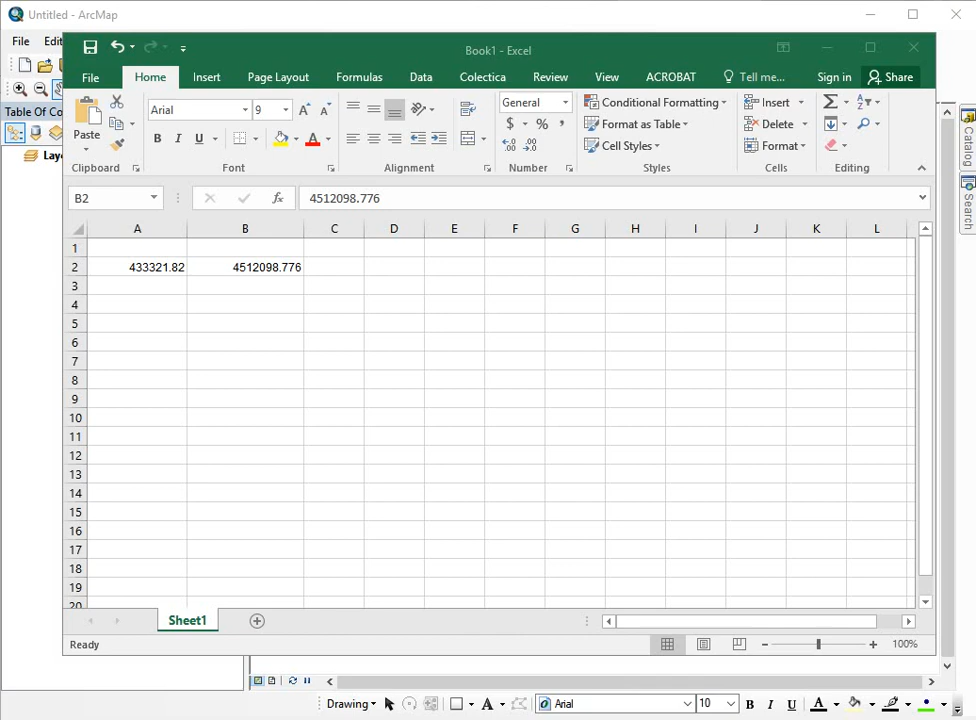 Untitled - ArcMap
File Edi
Table Of Co
Laye
Book1 - Excel
File Home Insert Page Layout Formulas Data Colectica Review View ACROBAT Tell me... Sign in Share
Paste
Arial 9
B I U A
General
$ % ,
Conditional Formatting
Format as Table
Cell Styles
Insert
Delete
Format
Clipboard Font Alignment Number Styles Cells Editing
B2 fx 4512098.776
A B C D E F G H I J K L
1
2 433321.82 4512098.776
3
4
5
6
7
8
9
10
11
12
13
14
15
16
17
18
19
20
Sheet1
Ready 100%
Catalog
Search
Drawing A Arial 10 B I U A